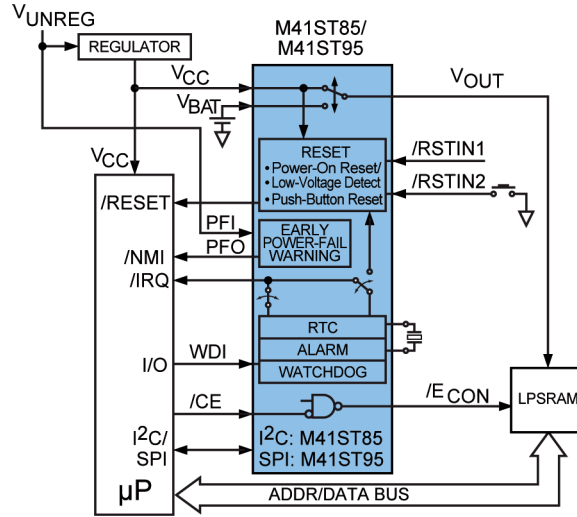 VUNREG
M41ST85/
M41ST95
REGULATOR
VCC
VOUT
VBAT
VCC
RESET
• Power-On Reset/
Low-Voltage Detect
• Push-Button Reset
/RSTIN1
/RSTIN2
/RESET
PFI
EARLY
POWER-FAIL
WARNING
/NMI
PFO
/IRQ
RTC
ALARM
WATCHDOG
I/O
WDI
/CE
/ECON
LPSRAM
I2C/
SPI
I2C: M41ST85
SPI: M41ST95
µP
ADDR/DATA BUS